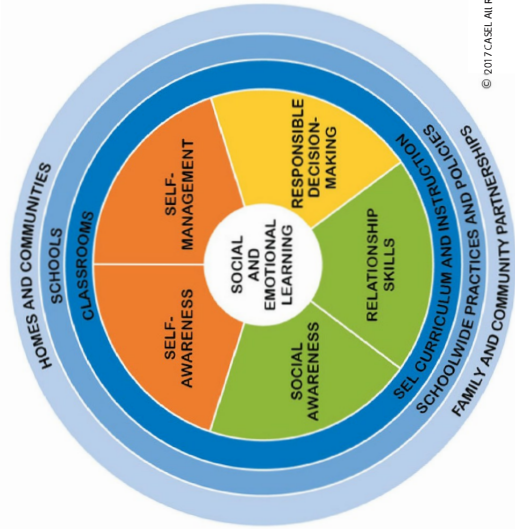 HOMES AND COMMUNITIES
SCHOOLS
CLASSROOMS
SELF-
AWARENESS
SELF-
MANAGEMENT
SOCIAL
AWARENESS
SOCIAL
AND
EMOTIONAL
LEARNING
RESPONSIBLE
DECISION-
MAKING
RELATIONSHIP
SKILLS
SEL CURRICULUM AND INSTRUCTION
SCHOOLWIDE PRACTICES AND POLICIES
FAMILY AND COMMUNITY PARTNERSHIPS
© 2017 CASEL All R